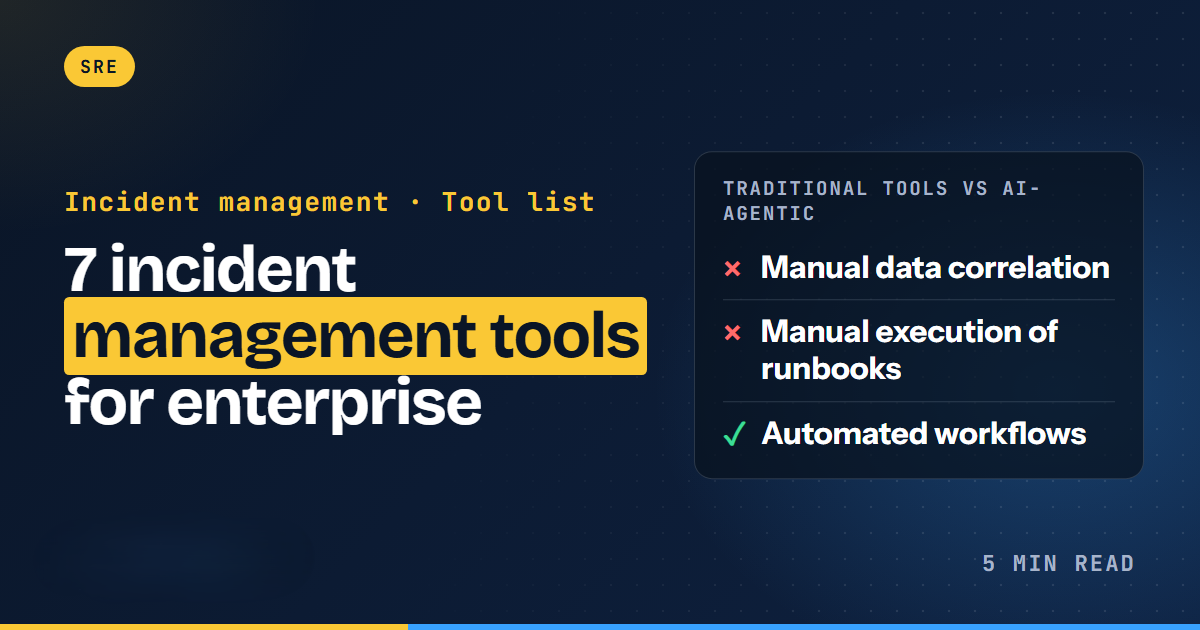 SRE
Incident management · Tool list
7 incident
management tools
for enterprise
TRADITIONAL TOOLS VS AI-
AGENTIC
× Manual data correlation
× Manual execution of
runbooks
✓ Automated workflows
5 MIN READ